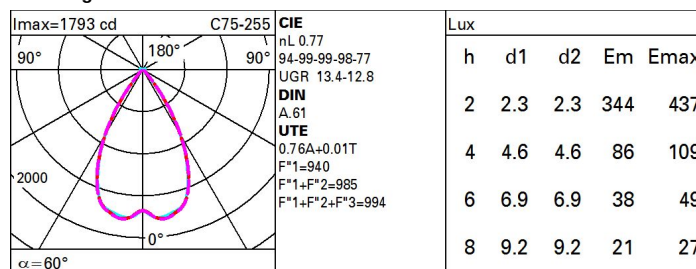 Imax=1793 cd C75-255
90° 180° 90°
2000
0°
α=60°
CIE
nL 0.77
94-99-99-98-77
UGR 13.4-12.8
DIN
A.61
UTE
0.76A+0.01T
F"1=940
F"1+F"2=985
F"1+F"2+F"3=994
Lux
h d1 d2 Em Emax
2 2.3 2.3 344 437
4 4.6 4.6 86 109
6 6.9 6.9 38 49
8 9.2 9.2 21 27